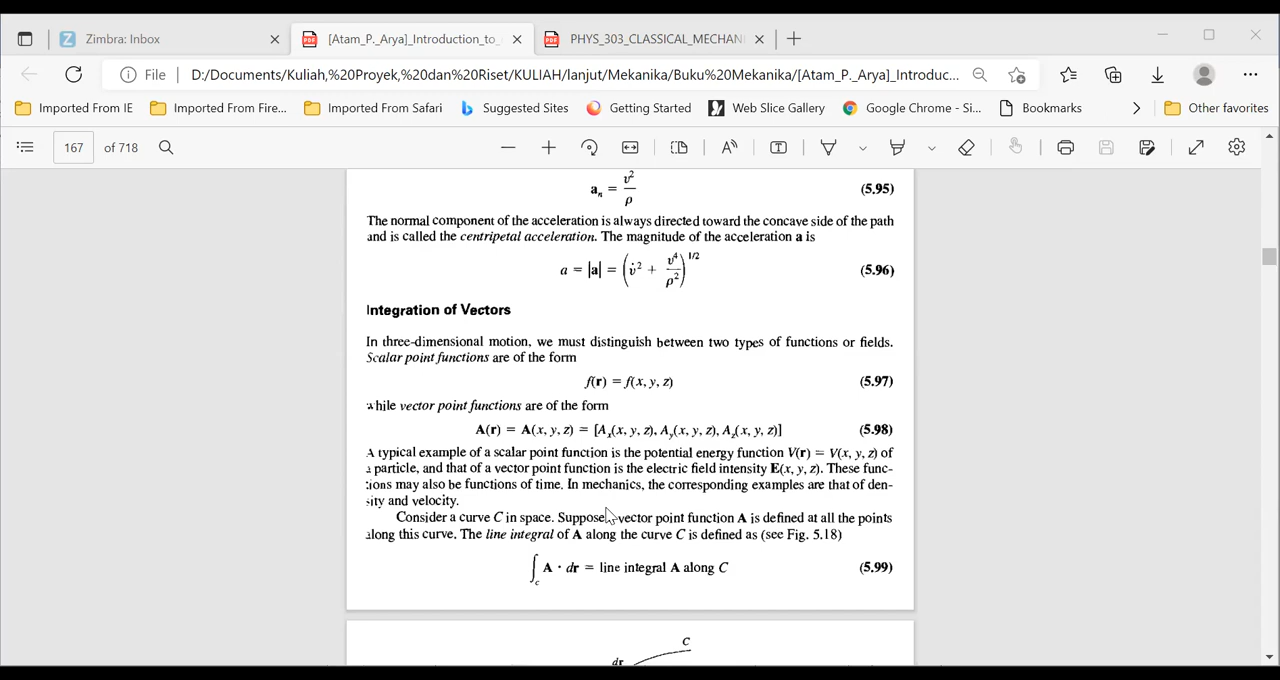 Zimbra: Inbox
[Atam_P._Arya]_Introduction_to_
PHYS_303_CLASSICAL_MECHANI
File D:/Documents/Kuliah,%20Proyek,%20dan%20Riset/KULIAH/lanjut/Mekanika/Buku%20Mekanika/[Atam_P._Arya]_Introduc...
Imported From IE Imported From Fire... Imported From Safari Suggested Sites Getting Started Web Slice Gallery Google Chrome - Si... Bookmarks Other favorites
167 of 718
aₙ = v²/ρ (5.95)
The normal component of the acceleration is always directed toward the concave side of the path
and is called the centripetal acceleration. The magnitude of the acceleration a is
a = |a| = (v̇² + v⁴/ρ²)^1/2 (5.96)
Integration of Vectors
In three-dimensional motion, we must distinguish between two types of functions or fields.
Scalar point functions are of the form
f(r) = f(x, y, z) (5.97)
while vector point functions are of the form
A(r) = A(x, y, z) = [Aₓ(x, y, z), A_y(x, y, z), A_z(x, y, z)] (5.98)
A typical example of a scalar point function is the potential energy function V(r) = V(x, y, z) of
a particle, and that of a vector point function is the electric field intensity E(x, y, z). These func-
tions may also be functions of time. In mechanics, the corresponding examples are that of den-
sity and velocity.
Consider a curve C in space. Suppose vector point function A is defined at all the points
along this curve. The line integral of A along the curve C is defined as (see Fig. 5.18)
∫_c A · dr = line integral A along C (5.99)
C
dr